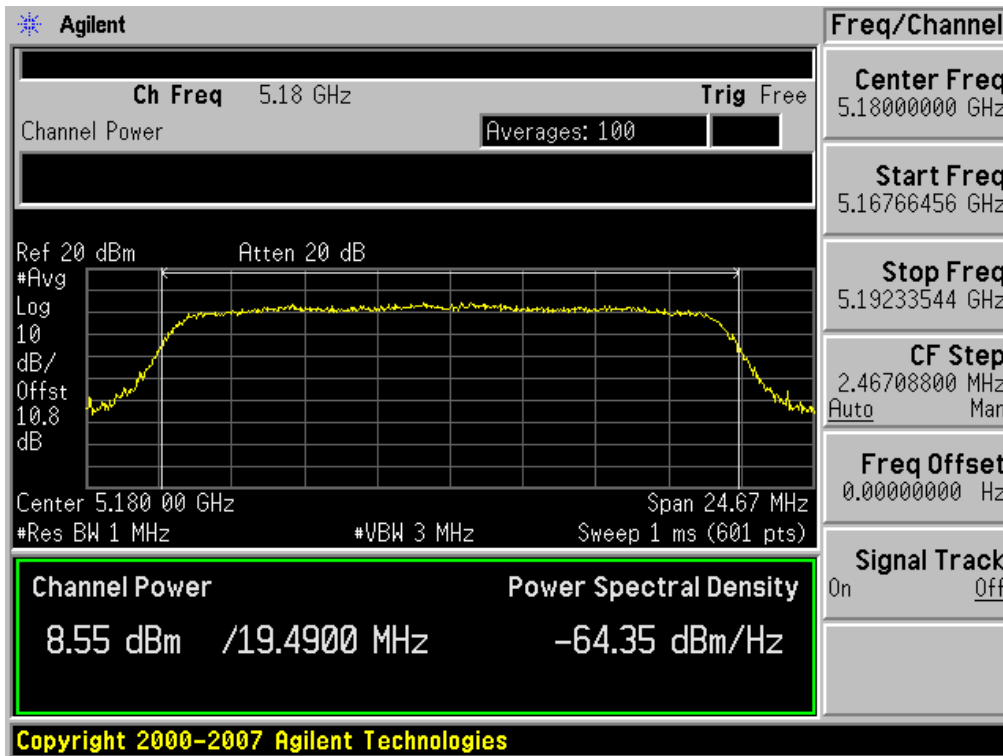 Agilent
Freq/Channel
Ch Freq 5.18 GHz Trig Free
Channel Power Averages: 100
Ref 20 dBm Atten 20 dB
#Avg
Log
10
dB/
Offst
10.8
dB
Center 5.180 00 GHz Span 24.67 MHz
#Res BW 1 MHz #VBW 3 MHz Sweep 1 ms (601 pts)
Channel Power Power Spectral Density
8.55 dBm /19.4900 MHz -64.35 dBm/Hz
Center Freq
5.18000000 GHz
Start Freq
5.16766456 GHz
Stop Freq
5.19233544 GHz
CF Step
2.46708800 MHz
Auto Man
Freq Offset
0.00000000 Hz
Signal Track
On Off
Copyright 2000-2007 Agilent Technologies